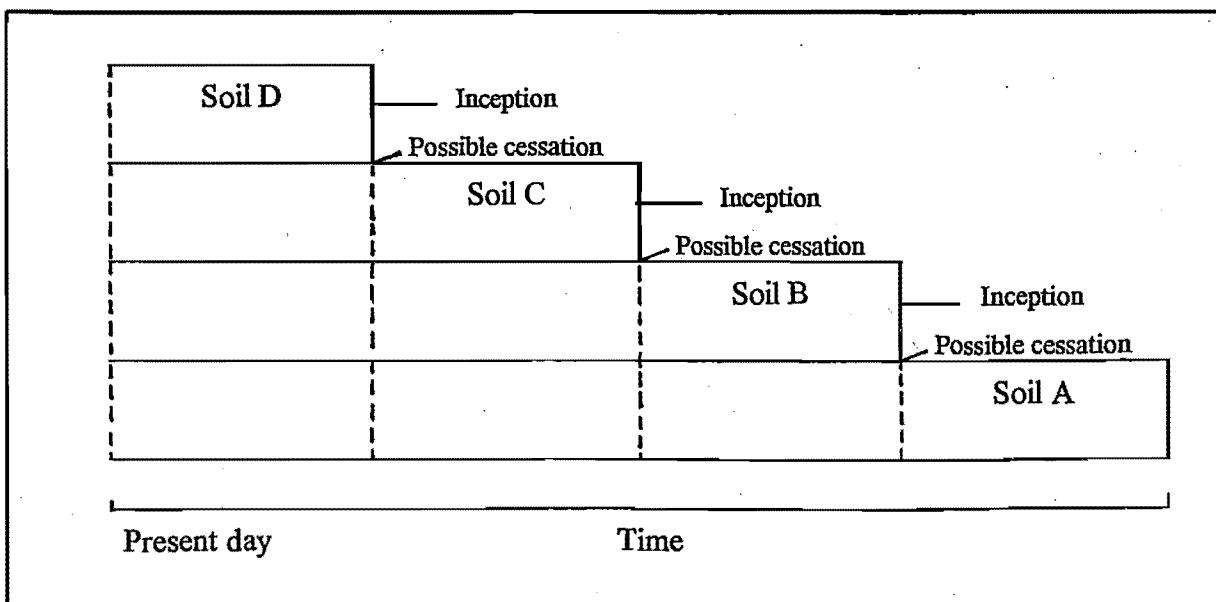 Soil D
Inception
Possible cessation
Soil C
Inception
Possible cessation
Soil B
Inception
Possible cessation
Soil A
Present day
Time